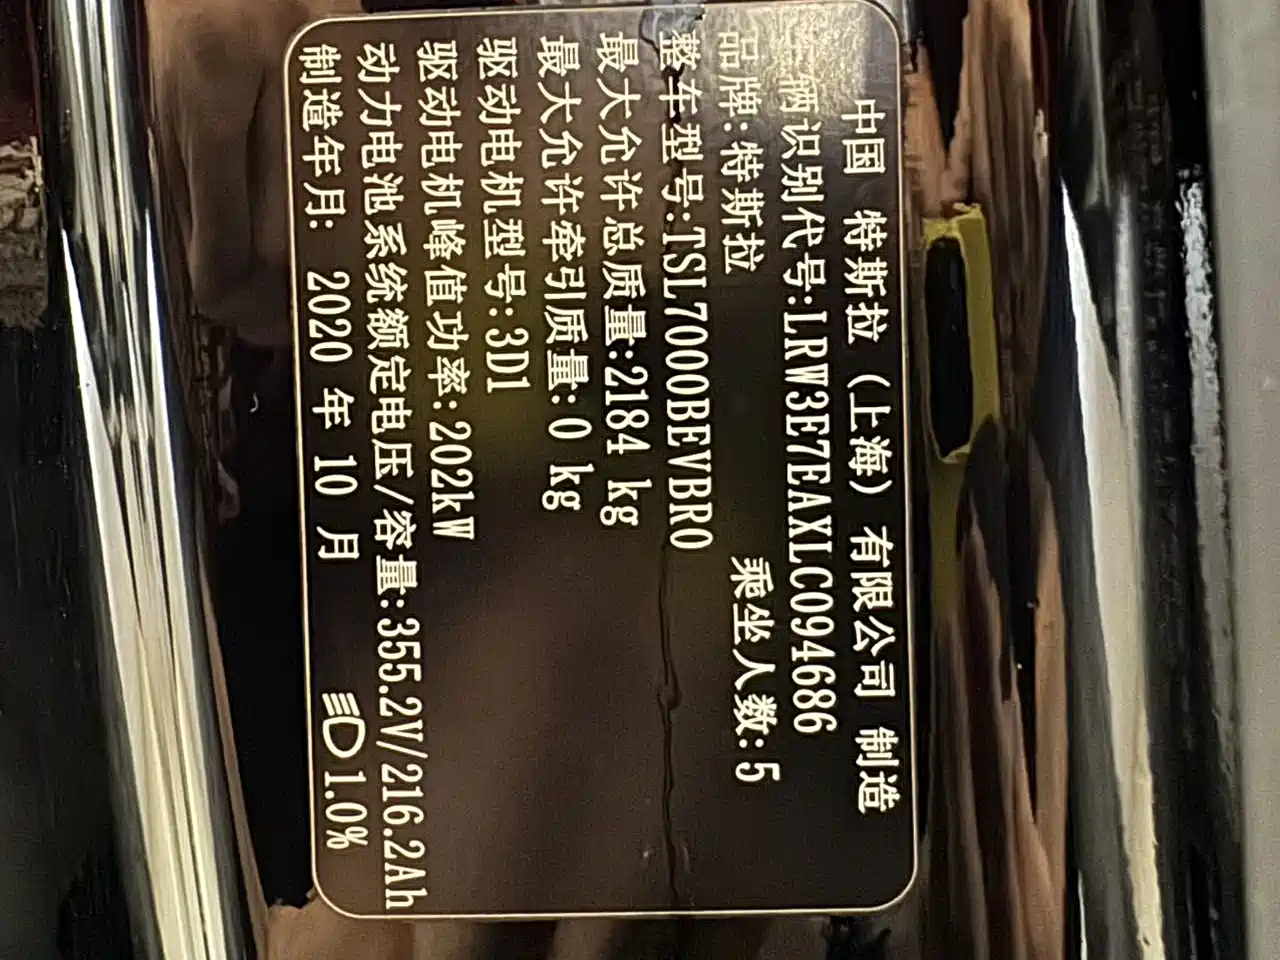 中国 特斯拉（上海）有限公司 制造
车辆识别代号:LRW3E7EAXLC094686
品牌:特斯拉 乘坐人数:5
整车型号:TSL7000BEVBR0
最大允许总质量:2184 kg
最大允许牵引质量:0 kg
驱动电机型号:3D1
驱动电机峰值功率:202kW
动力电池系统额定电压/容量:355.2V/216.2Ah
制造年月: 2020 年 10 月 1.0%